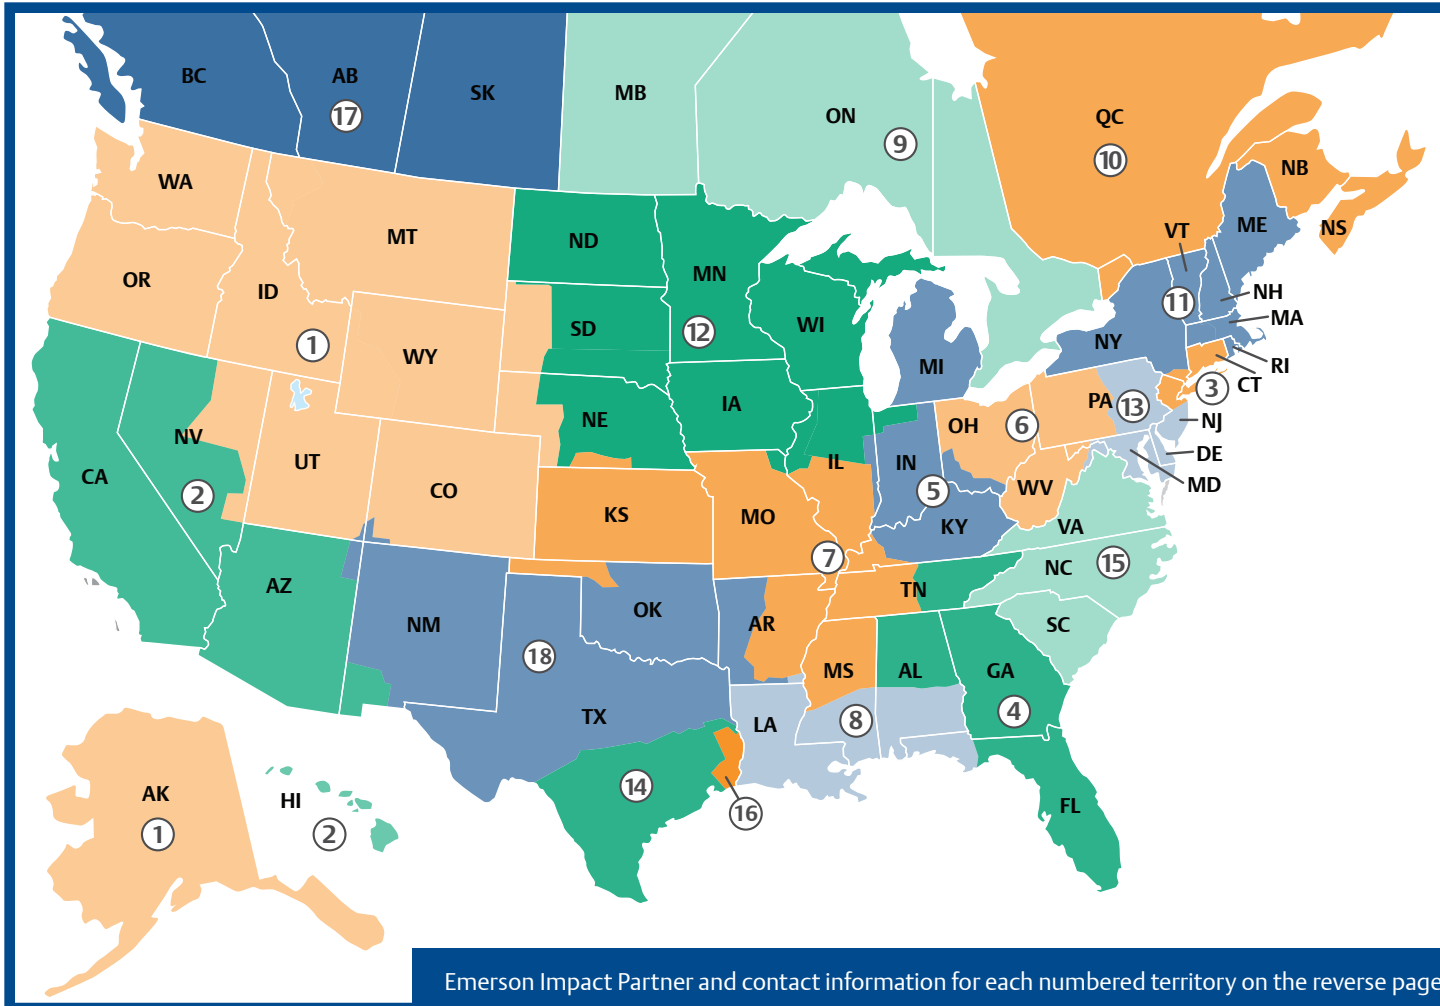 BC
AB
17
SK
MB
ON
9
QC
10
NB
NS
WA
MT
ND
MN
VT
ME
OR
ID
1
SD
12
WI
11
NH
MA
WY
NY
MI
RI
CT
3
NV
UT
NE
IA
OH
6
PA
13
NJ
DE
MD
CA
2
CO
KS
MO
IL
IN
5
WV
KY
VA
7
NC
15
AZ
NM
OK
AR
TN
SC
18
TX
MS
AL
GA
4
LA
8
14
16
FL
AK
1
HI
2
Emerson Impact Partner and contact information for each numbered territory on the reverse page